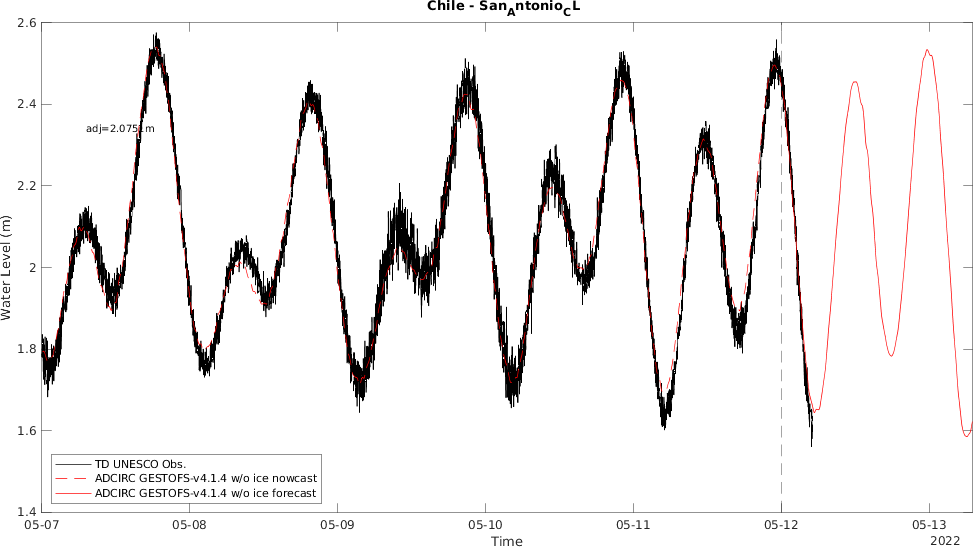 Chile - SanAntonioCL
2.6
2.4
2.2
2
1.8
1.6
1.4
Water Level (m)
adj=2.0751m
TD UNESCO Obs.
ADCIRC GESTOFS-v4.1.4 w/o ice nowcast
ADCIRC GESTOFS-v4.1.4 w/o ice forecast
05-07
05-08
05-09
05-10
05-11
05-12
05-13
Time
2022